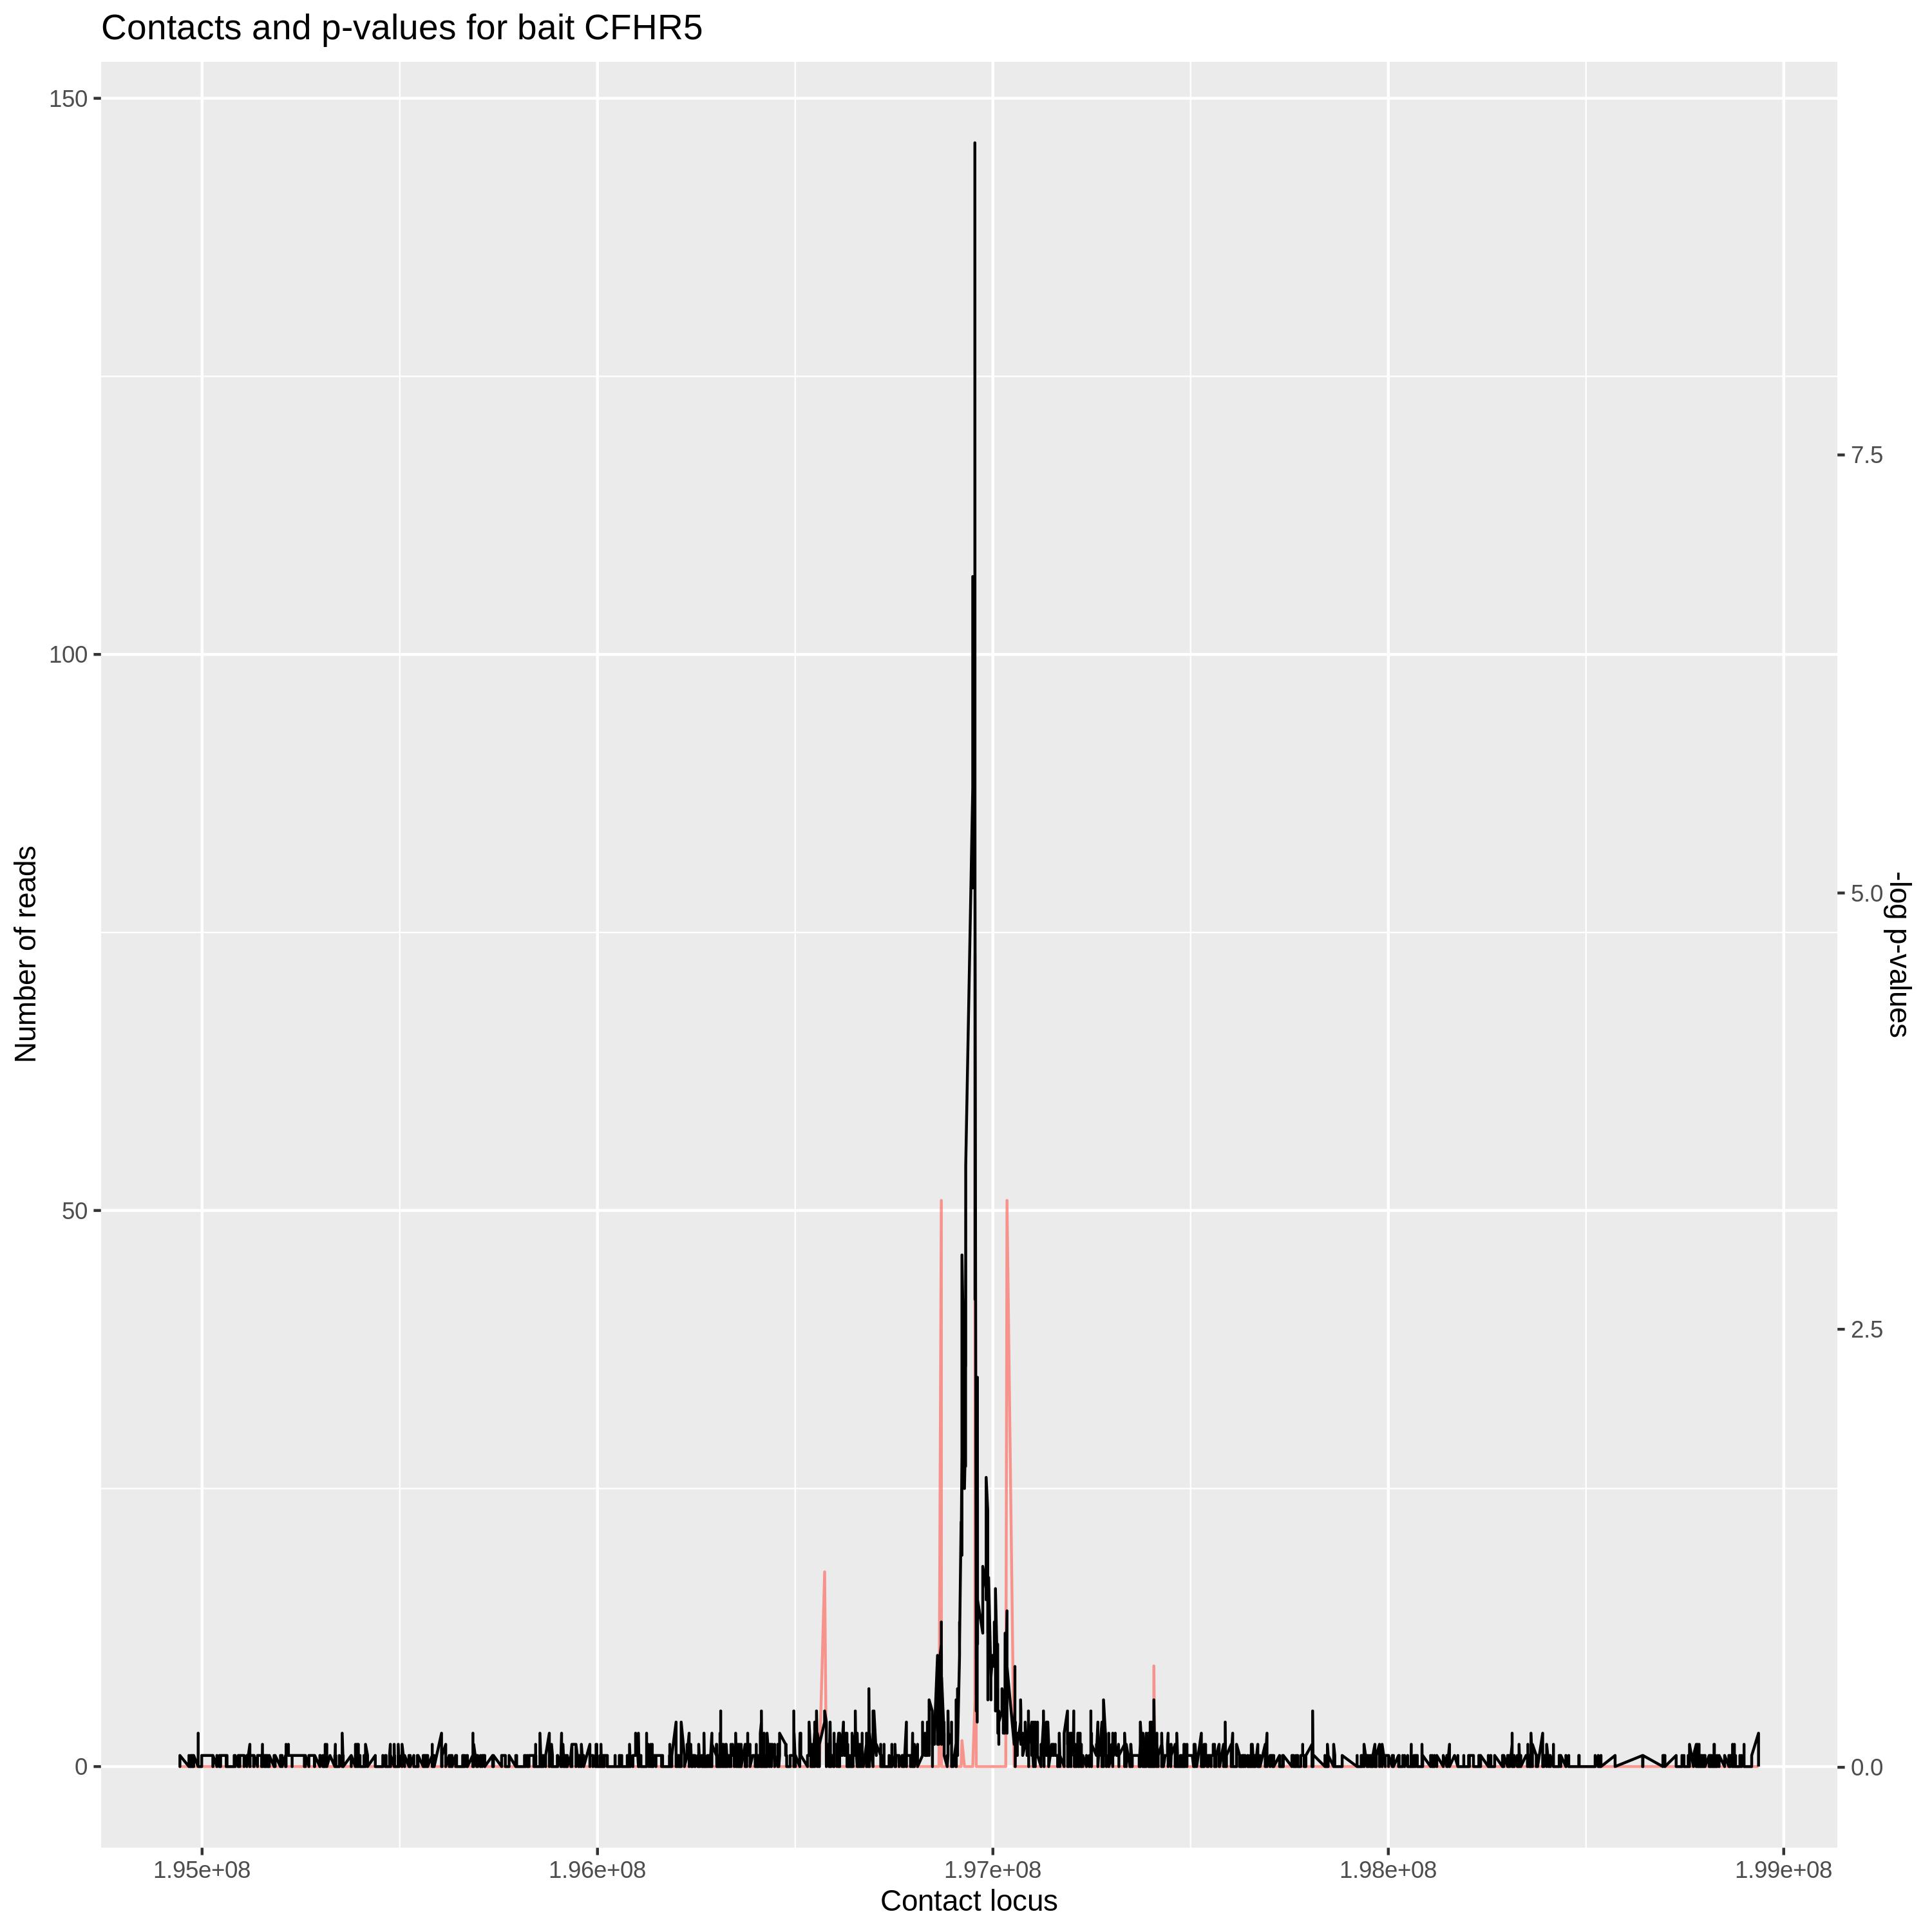 Contacts and p-values for bait CFHR5
150
100
50
0
Number of reads
7.5
5.0
2.5
0.0
-log p-values
1.95e+08
1.96e+08
1.97e+08
1.98e+08
1.99e+08
Contact locus